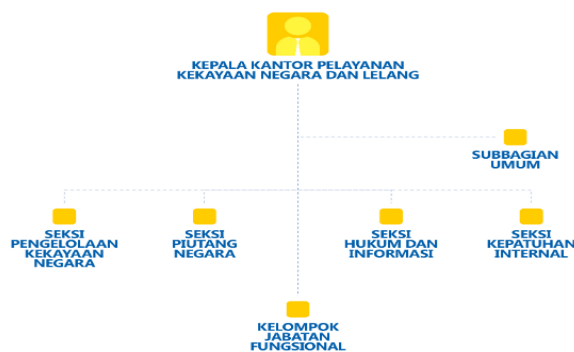 KEPALA KANTOR PELAYANAN
KEKAYAAN NEGARA DAN LELANG
SUBBAGIAN
UMUM
SEKSI
PENGELOLAAN
KEKAYAAN
NEGARA
SEKSI
PIUTANG
NEGARA
SEKSI
HUKUM DAN
INFORMASI
SEKSI
KEPATUHAN
INTERNAL
KELOMPOK
JABATAN
FUNGSIONAL